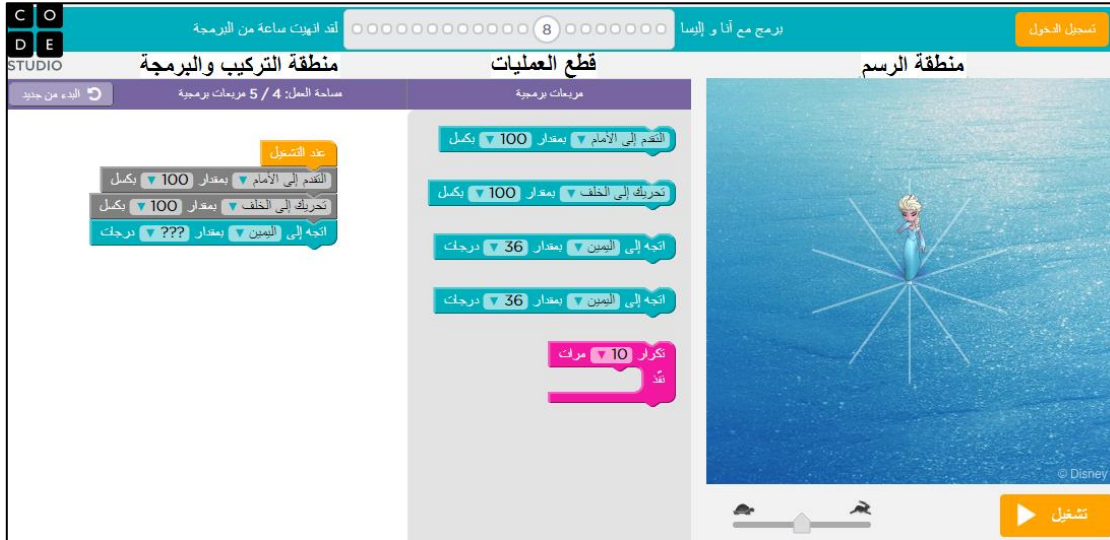 تسجيل الدخول
برمج مع آنا و إليسا
8
لقد انهيت ساعة من البرمجة
C O
D E
STUDIO
منطقة الرسم
قطع العمليات
منطقة التركيب والبرمجة
مربعات برمجية
مساحة العمل: 4 / 5 مربعات برمجية
البدء من جديد
التقدم إلى الأمام بمقدار 100 بكسل
تحريك إلى الخلف بمقدار 100 بكسل
اتجه إلى اليمين بمقدار 36 درجات
اتجه إلى اليمين بمقدار 36 درجات
تكرار 10 مرات
نفّذ
عند التشغيل
التقدم إلى الأمام بمقدار 100 بكسل
تحريك إلى الخلف بمقدار 100 بكسل
اتجه إلى اليمين بمقدار ??? درجات
© Disney
تشغيل